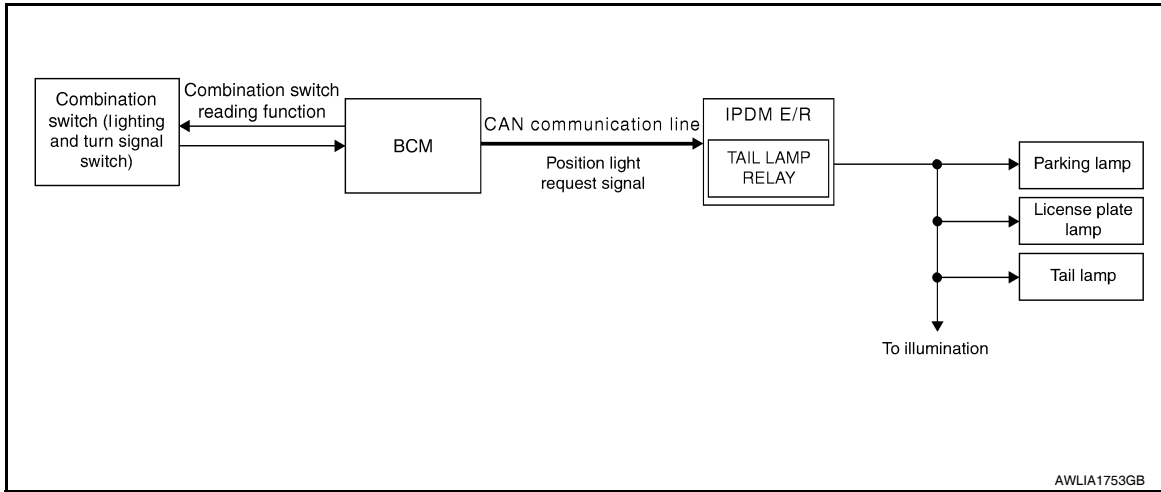 Combination
switch (lighting
and turn signal
switch)
Combination switch
reading function
BCM
CAN communication line
Position light
request signal
IPDM E/R
TAIL LAMP
RELAY
Parking lamp
License plate
lamp
Tail lamp
To illumination
AWLIA1753GB